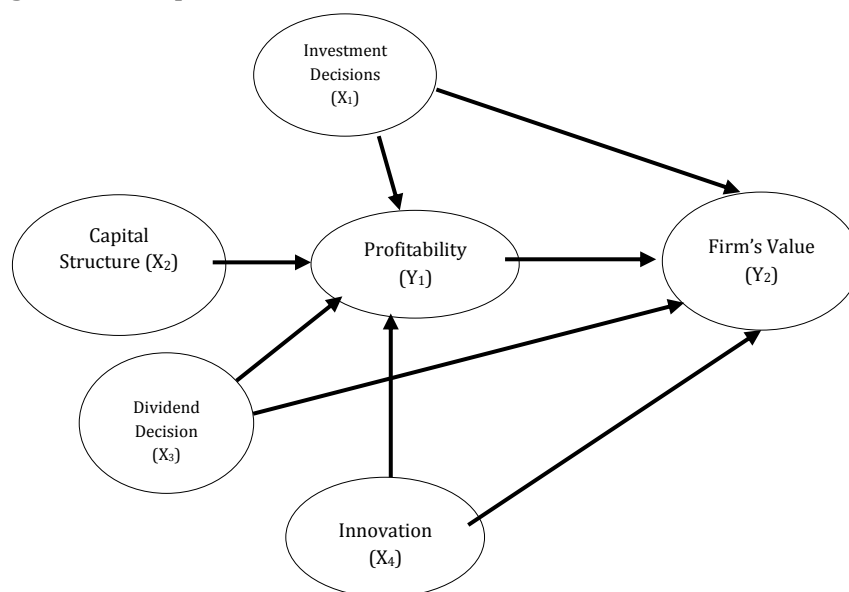 Investment
Decisions
(X₁)
Capital
Structure (X₂)
Profitability
(Y₁)
Firm’s Value
(Y₂)
Dividend
Decision
(X₃)
Innovation
(X₄)